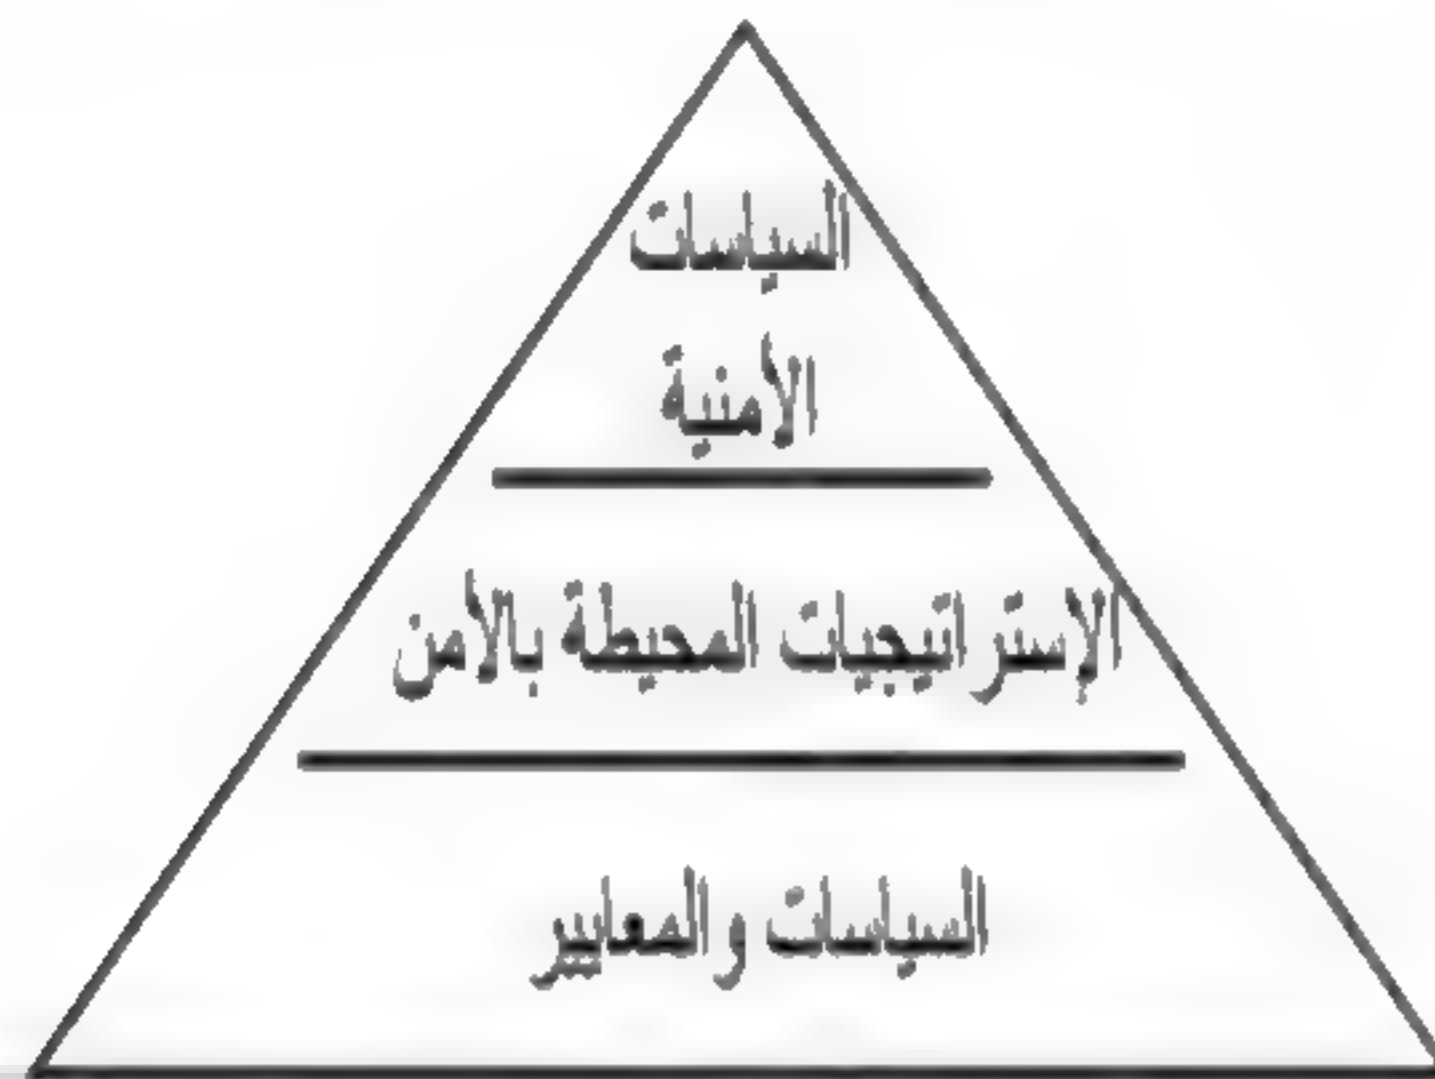 السياسات
الأمنية
الإستراتيجيات المحيطة بالأمن
السياسات والمعايير